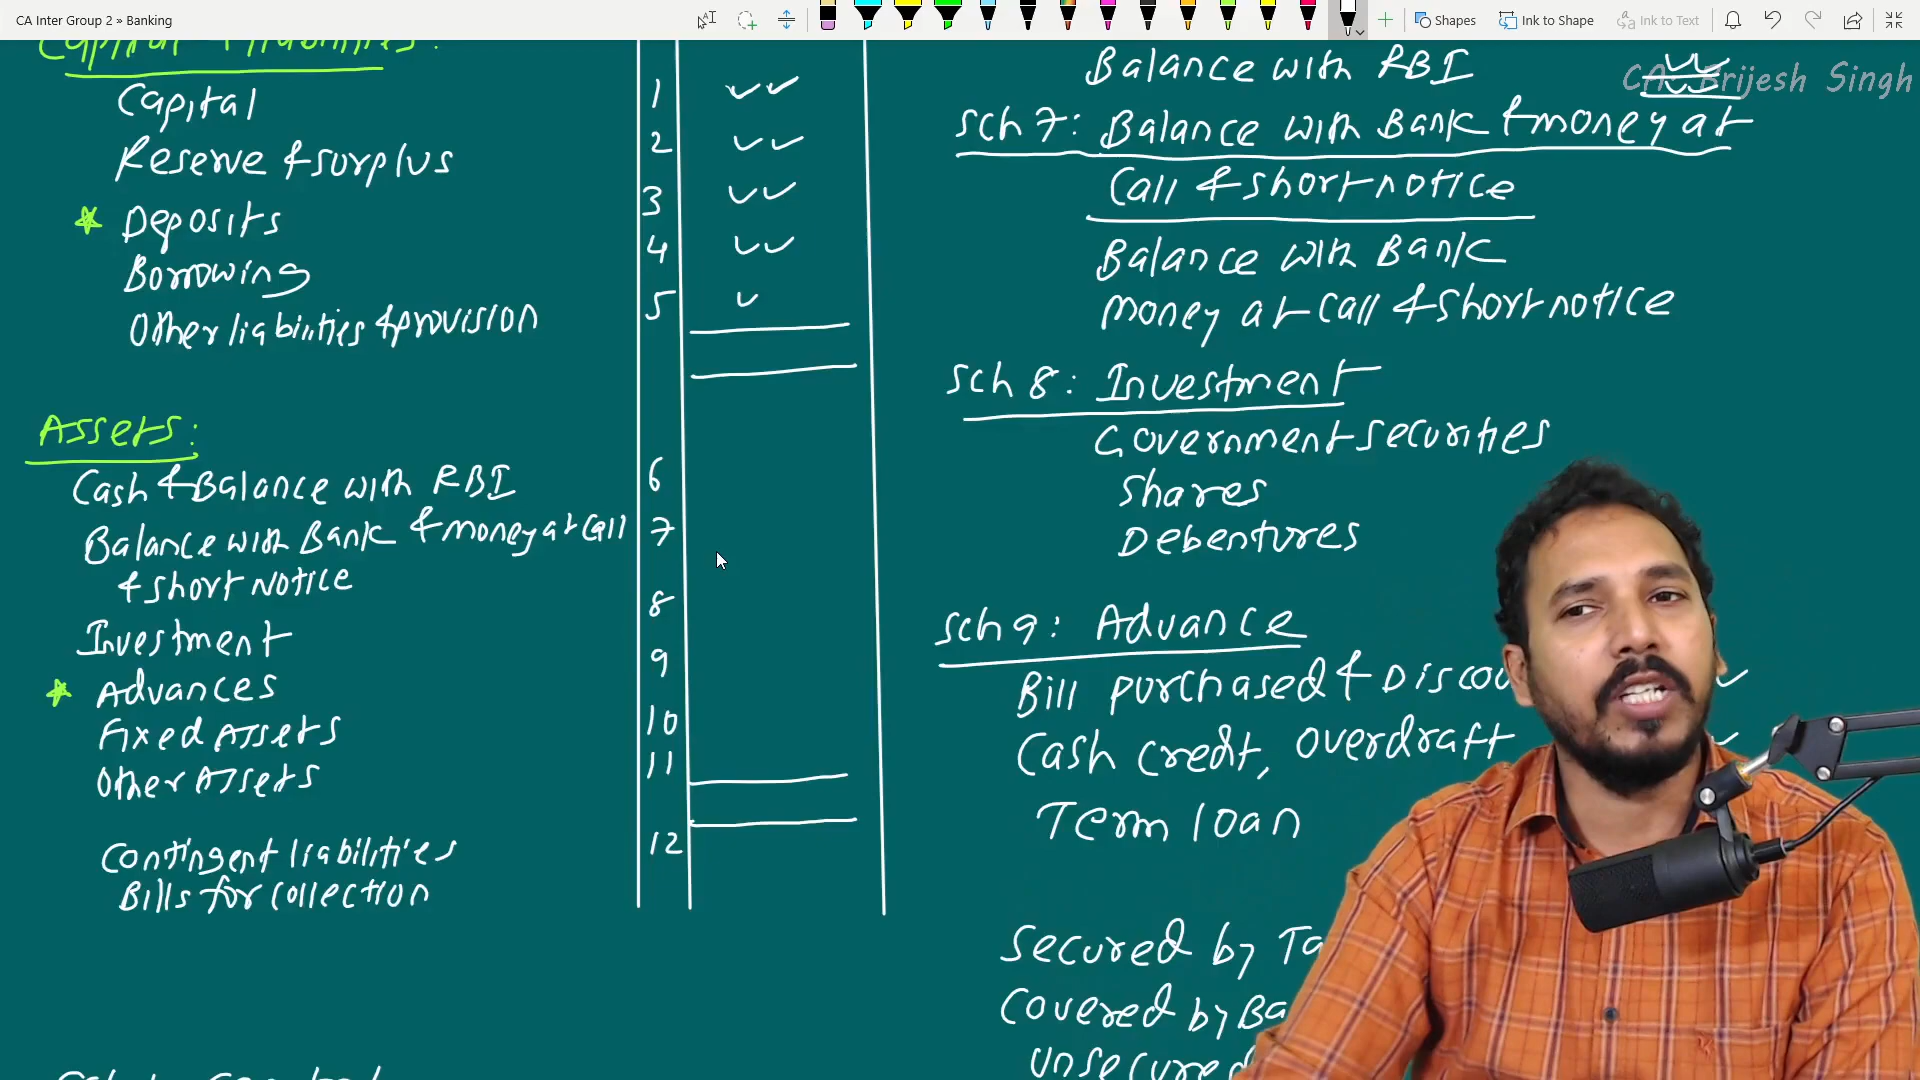 CA Inter Group 2 » Banking
Shapes
Ink to Shape
Ink to Text
CA Brijesh Singh
Capital & liabilities:
Capital 1
Reserve & surplus 2
Deposits 3
Borrowing 4
Other liabilities & provision 5
Assets:
Cash & Balance with RBI 6
Balance with Bank & money at call 7
& short Notice
Investment 8
Advances 9
Fixed Assets 10
Other Assets 11
Contingent liabilities 12
Bills for collection
Balance with RBI
Sch 7: Balance with Bank & money at
Call & short notice
Balance with Bank
money at call & short notice
Sch 8: Investment
Government securities
Shares
Debentures
Sch 9: Advance
Bill purchased & Discou
Cash credit, overdraft
Term loan
Secured by Ta
Covered by Ba
Unsecured